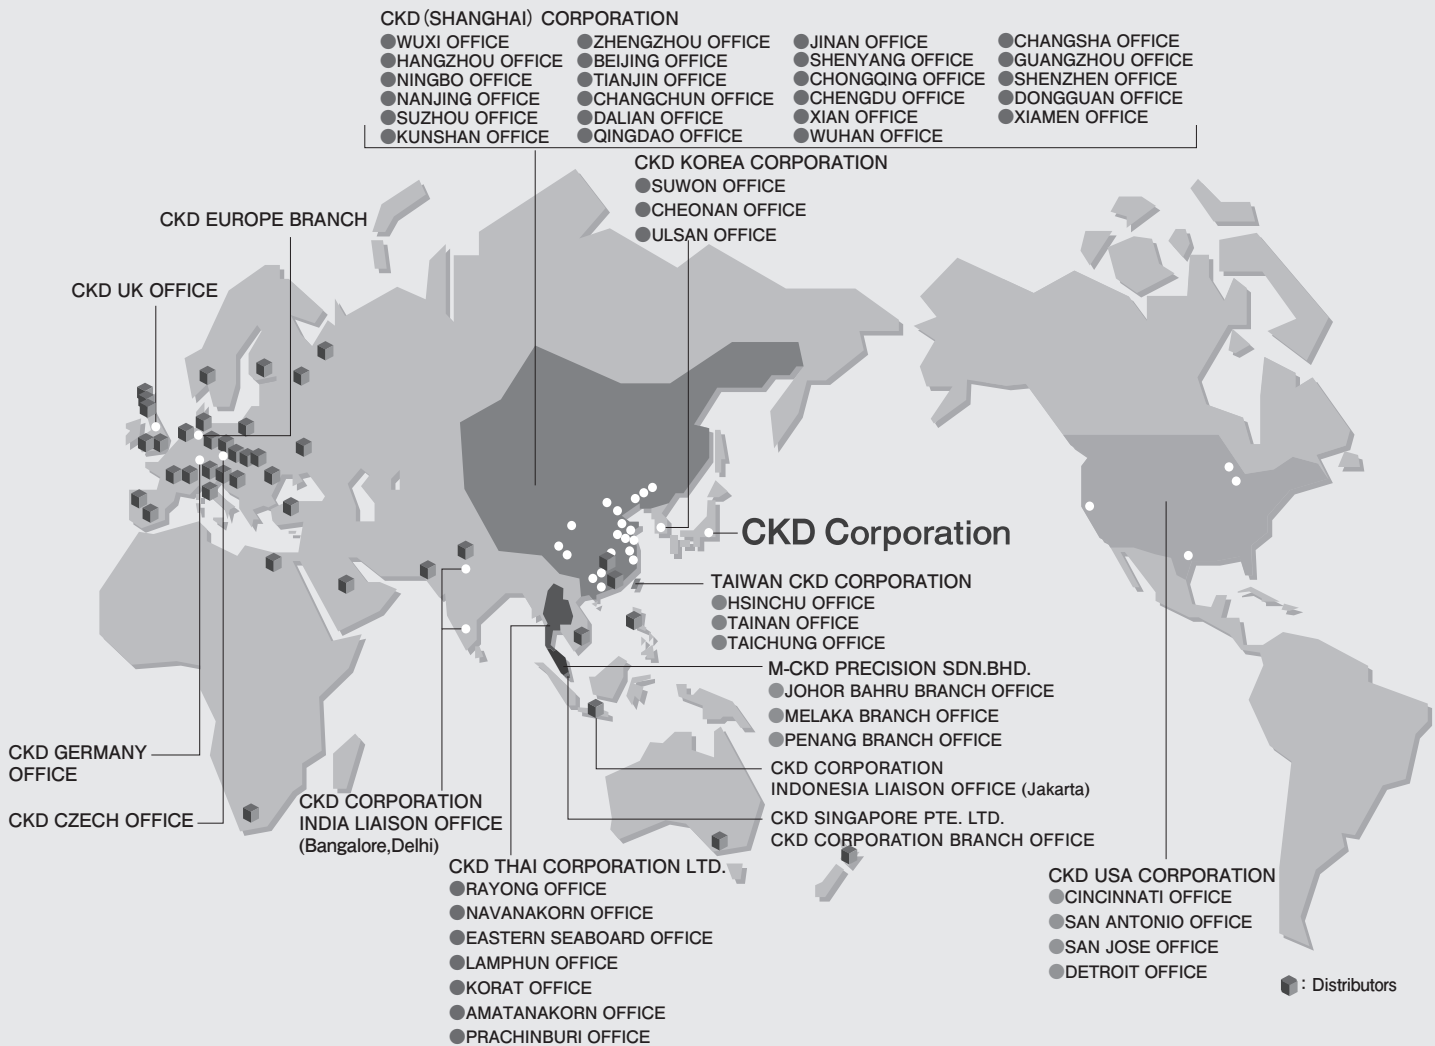 CKD(SHANGHAI) CORPORATION
●WUXI OFFICE
●HANGZHOU OFFICE
●NINGBO OFFICE
●NANJING OFFICE
●SUZHOU OFFICE
●KUNSHAN OFFICE
●ZHENGZHOU OFFICE
●BEIJING OFFICE
●TIANJIN OFFICE
●CHANGCHUN OFFICE
●DALIAN OFFICE
●QINGDAO OFFICE
●JINAN OFFICE
●SHENYANG OFFICE
●CHONGQING OFFICE
●CHENGDU OFFICE
●XIAN OFFICE
●WUHAN OFFICE
●CHANGSHA OFFICE
●GUANGZHOU OFFICE
●SHENZHEN OFFICE
●DONGGUAN OFFICE
●XIAMEN OFFICE
CKD KOREA CORPORATION
●SUWON OFFICE
●CHEONAN OFFICE
●ULSAN OFFICE
CKD EUROPE BRANCH
CKD UK OFFICE
CKD Corporation
TAIWAN CKD CORPORATION
●HSINCHU OFFICE
●TAINAN OFFICE
●TAICHUNG OFFICE
M-CKD PRECISION SDN.BHD.
●JOHOR BAHRU BRANCH OFFICE
●MELAKA BRANCH OFFICE
●PENANG BRANCH OFFICE
CKD CORPORATION
INDONESIA LIAISON OFFICE (Jakarta)
CKD SINGAPORE PTE. LTD.
CKD CORPORATION BRANCH OFFICE
CKD GERMANY
OFFICE
CKD CZECH OFFICE
CKD CORPORATION
INDIA LIAISON OFFICE
(Bangalore,Delhi)
CKD THAI CORPORATION LTD.
●RAYONG OFFICE
●NAVANAKORN OFFICE
●EASTERN SEABOARD OFFICE
●LAMPHUN OFFICE
●KORAT OFFICE
●AMATANAKORN OFFICE
●PRACHINBURI OFFICE
CKD USA CORPORATION
●CINCINNATI OFFICE
●SAN ANTONIO OFFICE
●SAN JOSE OFFICE
●DETROIT OFFICE
: Distributors